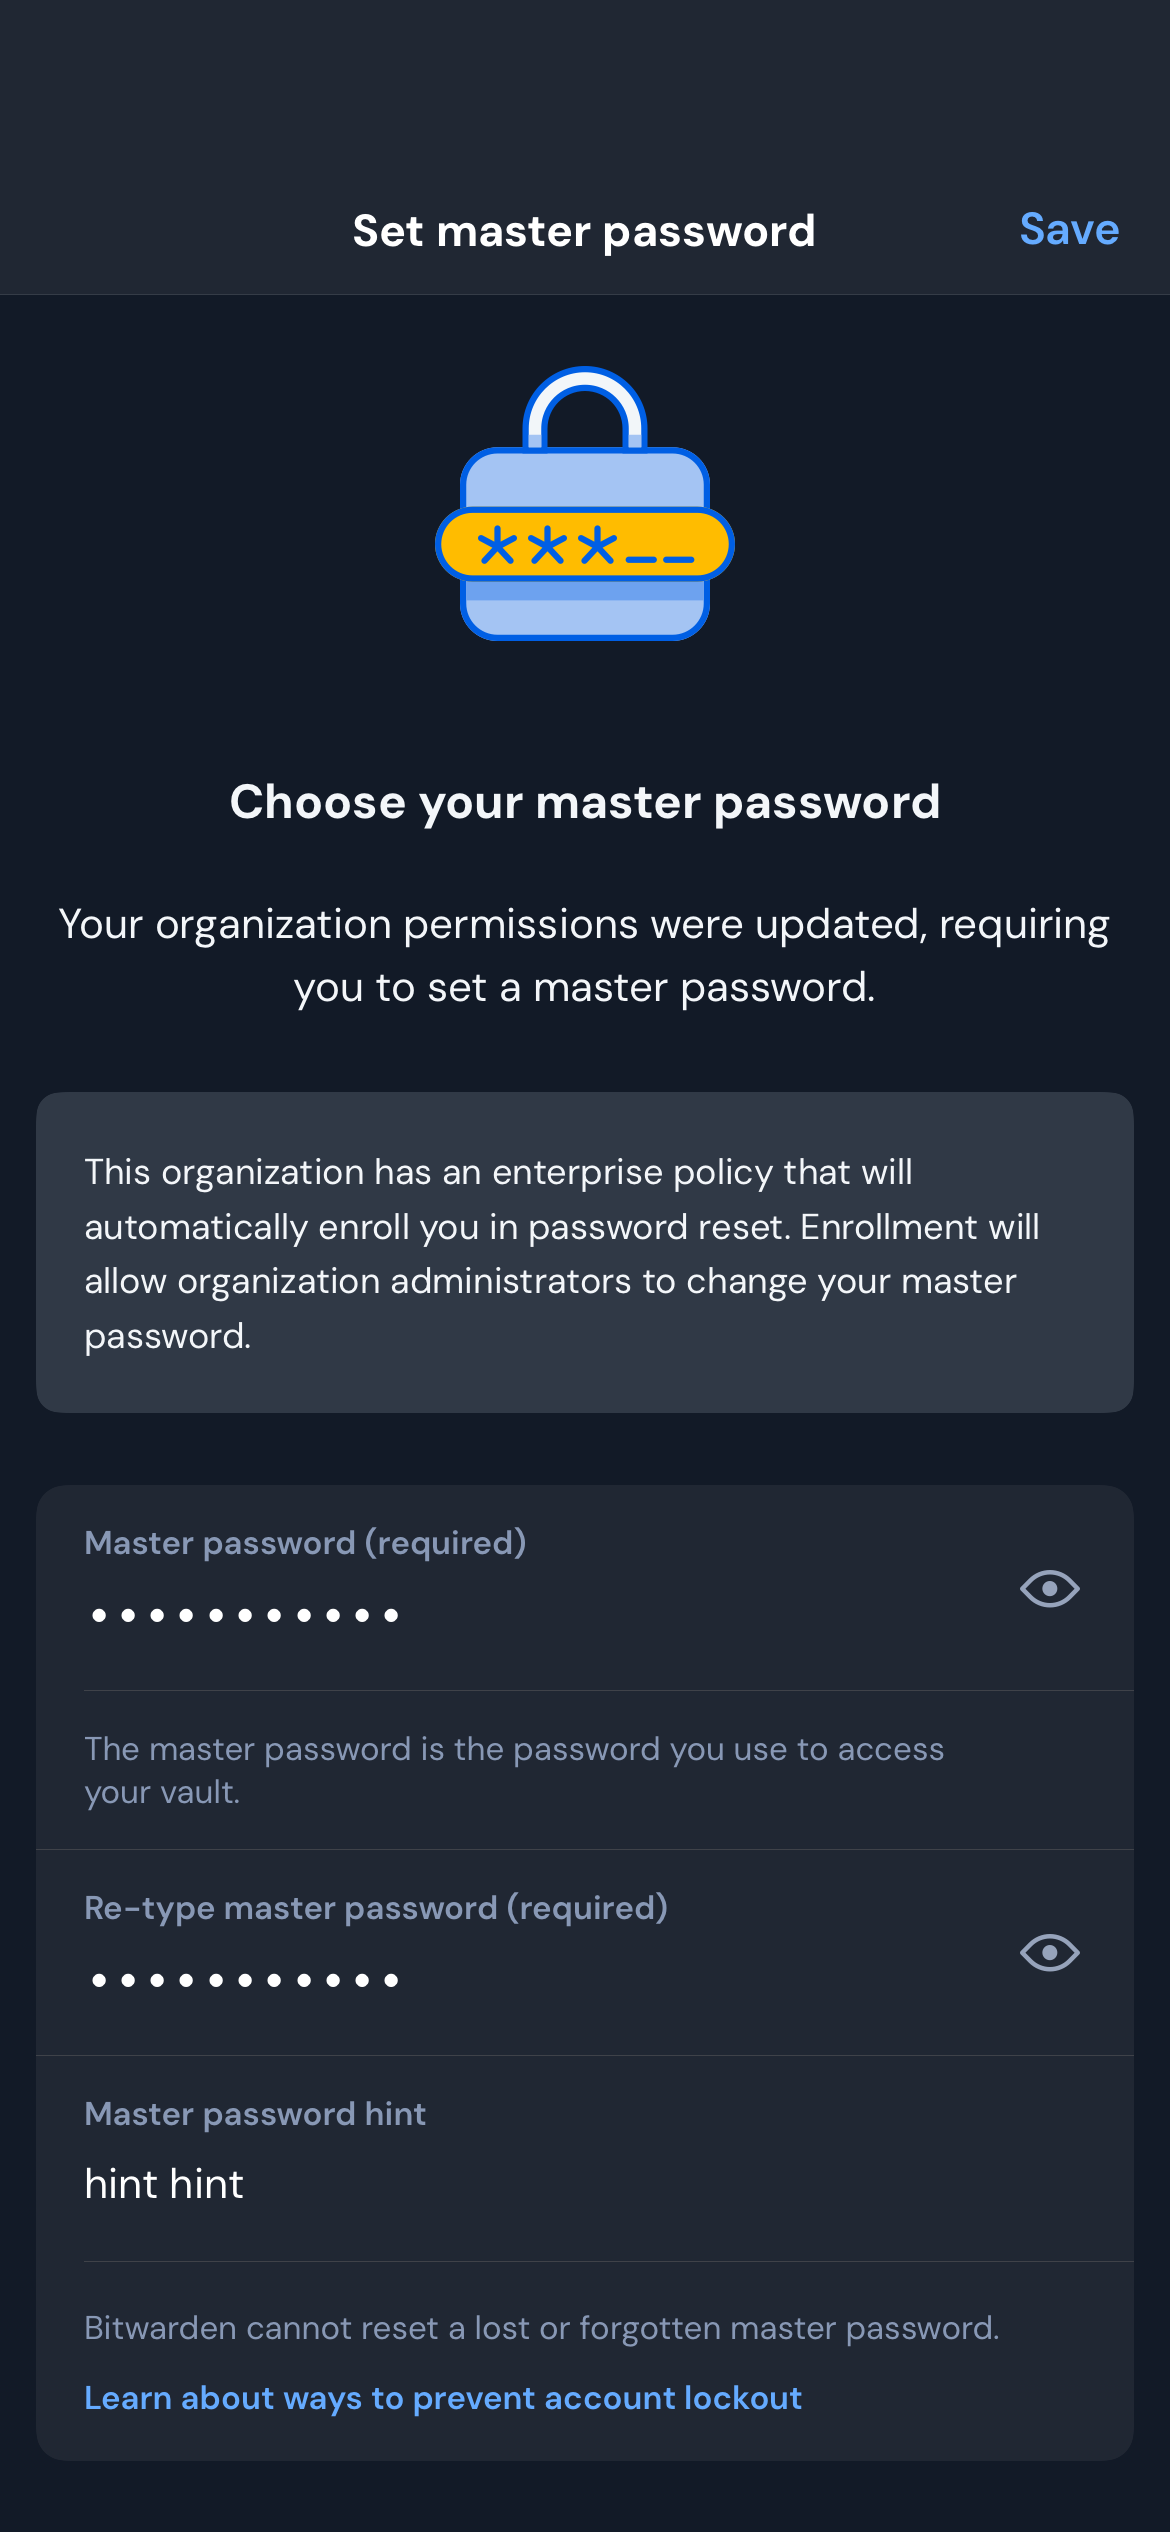 Set master password
Save
***__
Choose your master password
Your organization permissions were updated, requiring
you to set a master password.
This organization has an enterprise policy that will
automatically enroll you in password reset. Enrollment will
allow organization administrators to change your master
password.
Master password (required)
•••••••••••
The master password is the password you use to access
your vault.
Re-type master password (required)
•••••••••••
Master password hint
hint hint
Bitwarden cannot reset a lost or forgotten master password.
Learn about ways to prevent account lockout